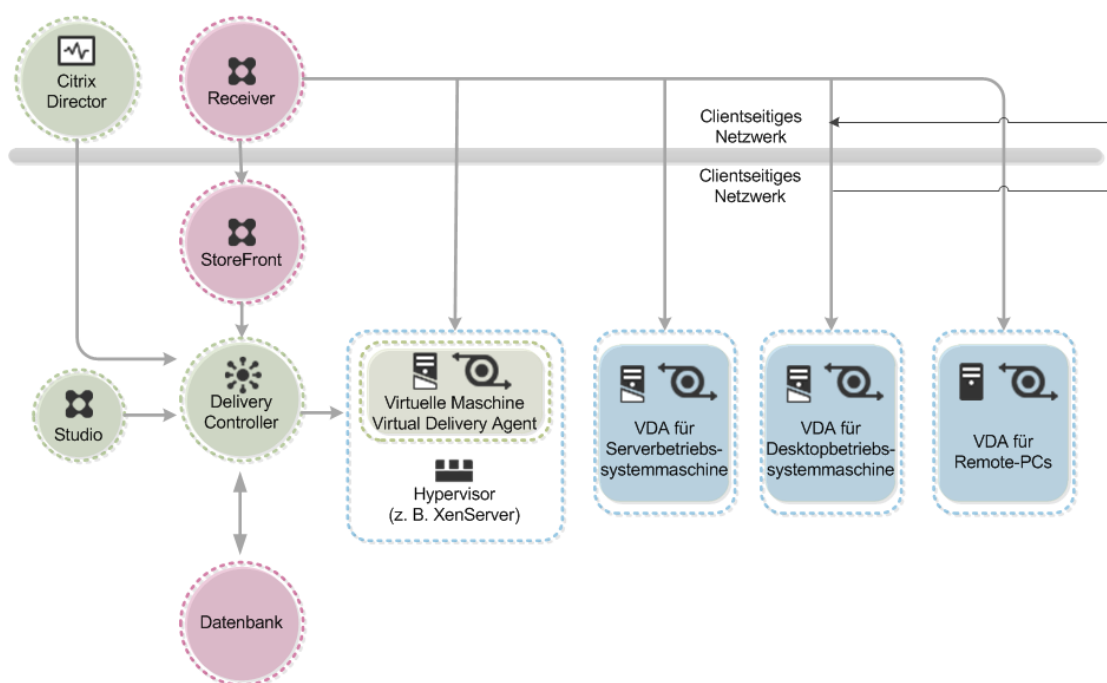 Citrix
Director
Receiver
Clientseitiges
Netzwerk
Clientseitiges
Netzwerk
StoreFront
Studio
Delivery
Controller
Virtuelle Maschine
Virtual Delivery Agent
Hypervisor
(z. B. XenServer)
VDA für
Serverbetriebs-
systemmaschine
VDA für
Desktopbetriebs-
systemmaschine
VDA für
Remote-PCs
Datenbank